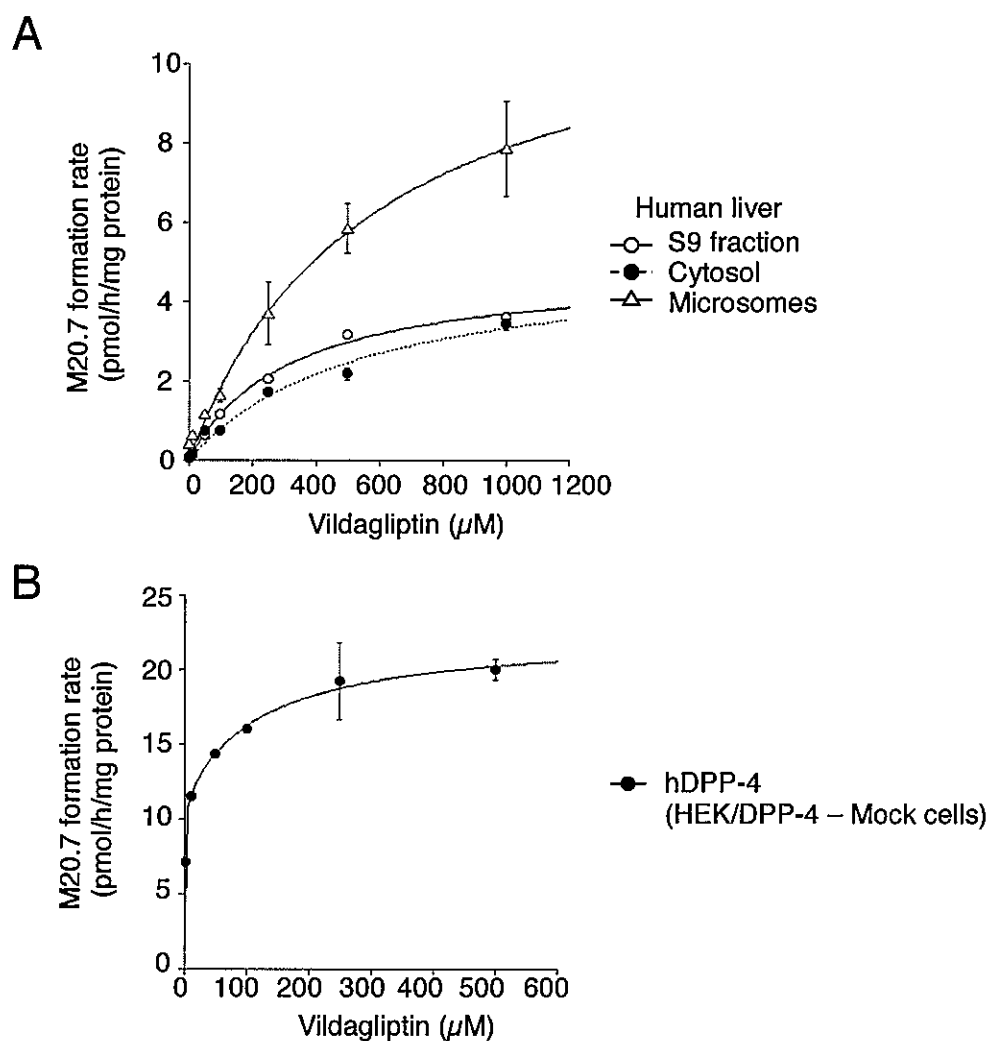 A
10
8
6
4
2
0
M20.7 formation rate
(pmol/h/mg protein)
0 200 400 600 800 1000 1200
Vildagliptin (µM)
Human liver
S9 fraction
Cytosol
Microsomes
B
25
20
15
10
5
0
M20.7 formation rate
(pmol/h/mg protein)
0 100 200 300 400 500 600
Vildagliptin (µM)
hDPP-4
(HEK/DPP-4 – Mock cells)